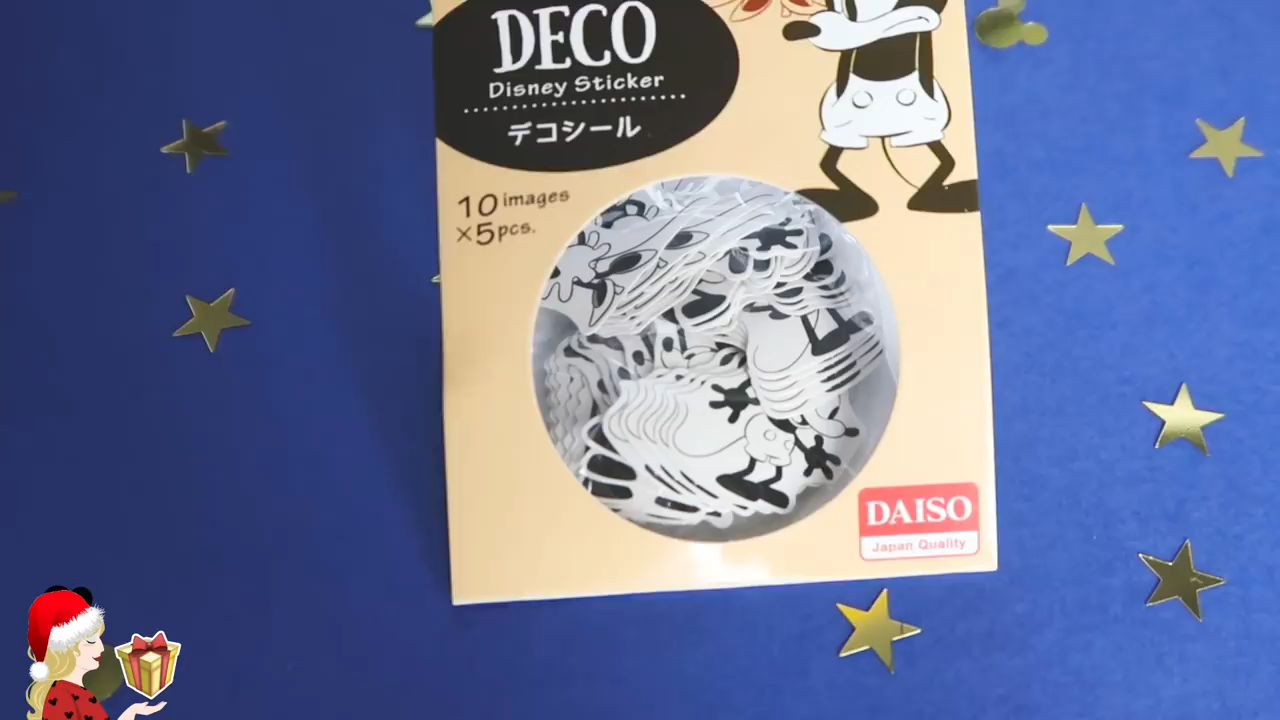 DECO
Disney Sticker
デコシール
10 images
×5 pcs.
DAISO
Japan Quality